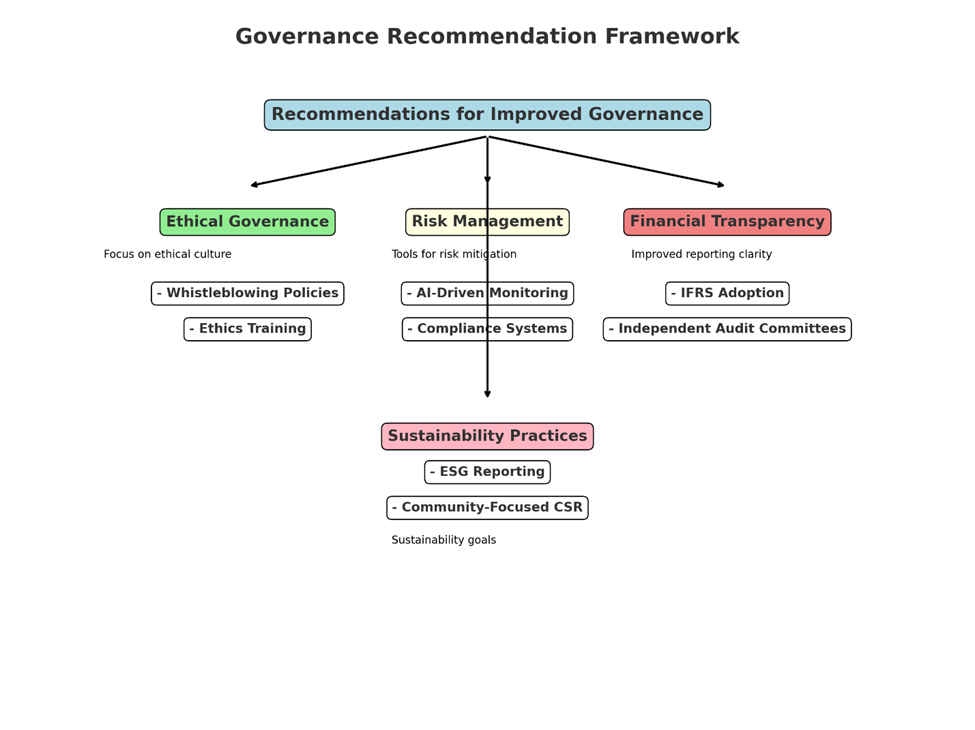 Governance Recommendation Framework
Recommendations for Improved Governance
Ethical Governance
Focus on ethical culture
- Whistleblowing Policies
- Ethics Training
Risk Management
Tools for risk mitigation
- AI-Driven Monitoring
- Compliance Systems
Financial Transparency
Improved reporting clarity
- IFRS Adoption
- Independent Audit Committees
Sustainability Practices
- ESG Reporting
- Community-Focused CSR
Sustainability goals